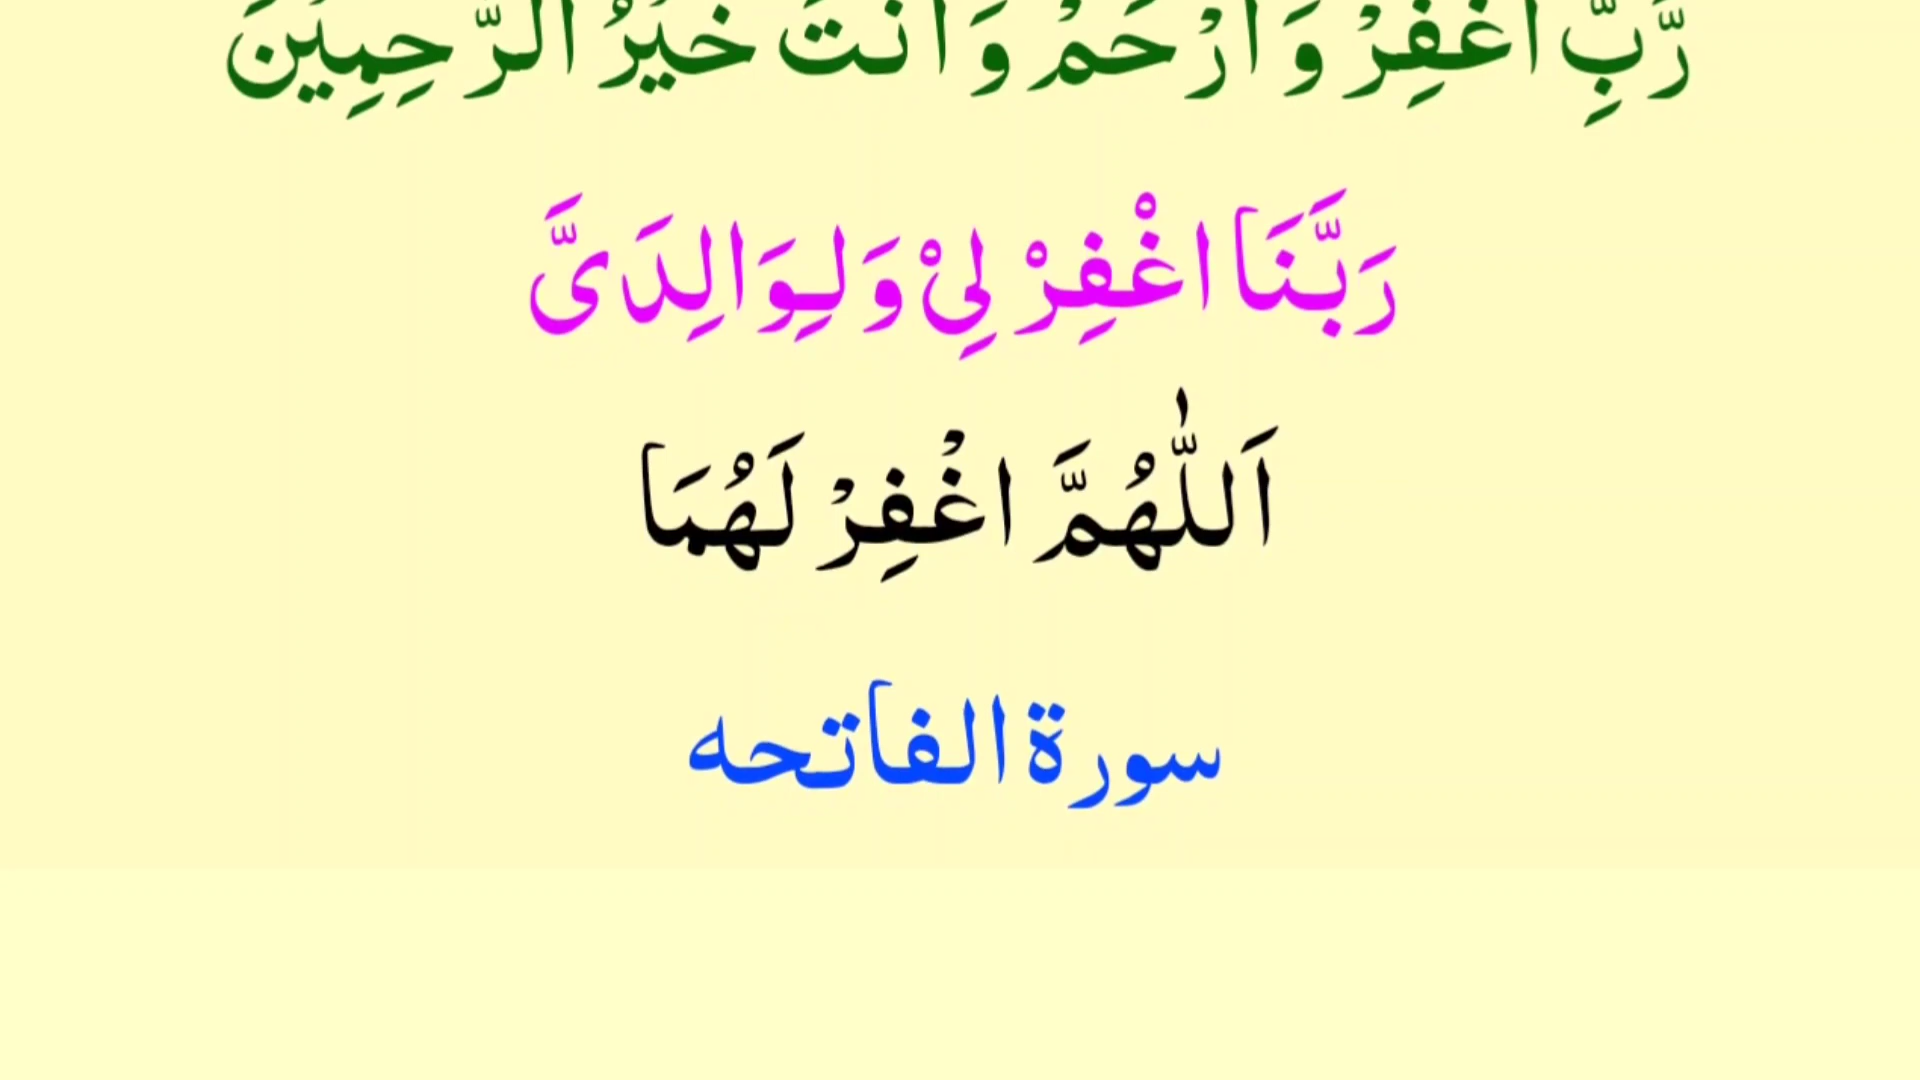 رَّبِّ اغْفِرْ وَارْحَمْ وَاَنْتَ خَيْرُ الرَّحِمِيْنَ
رَبَّنَا اغْفِرْ لِيْ وَلِوَالِدَىَّ
اَللّٰهُمَّ اغْفِرْ لَهُمَا
سورة الفاتحه